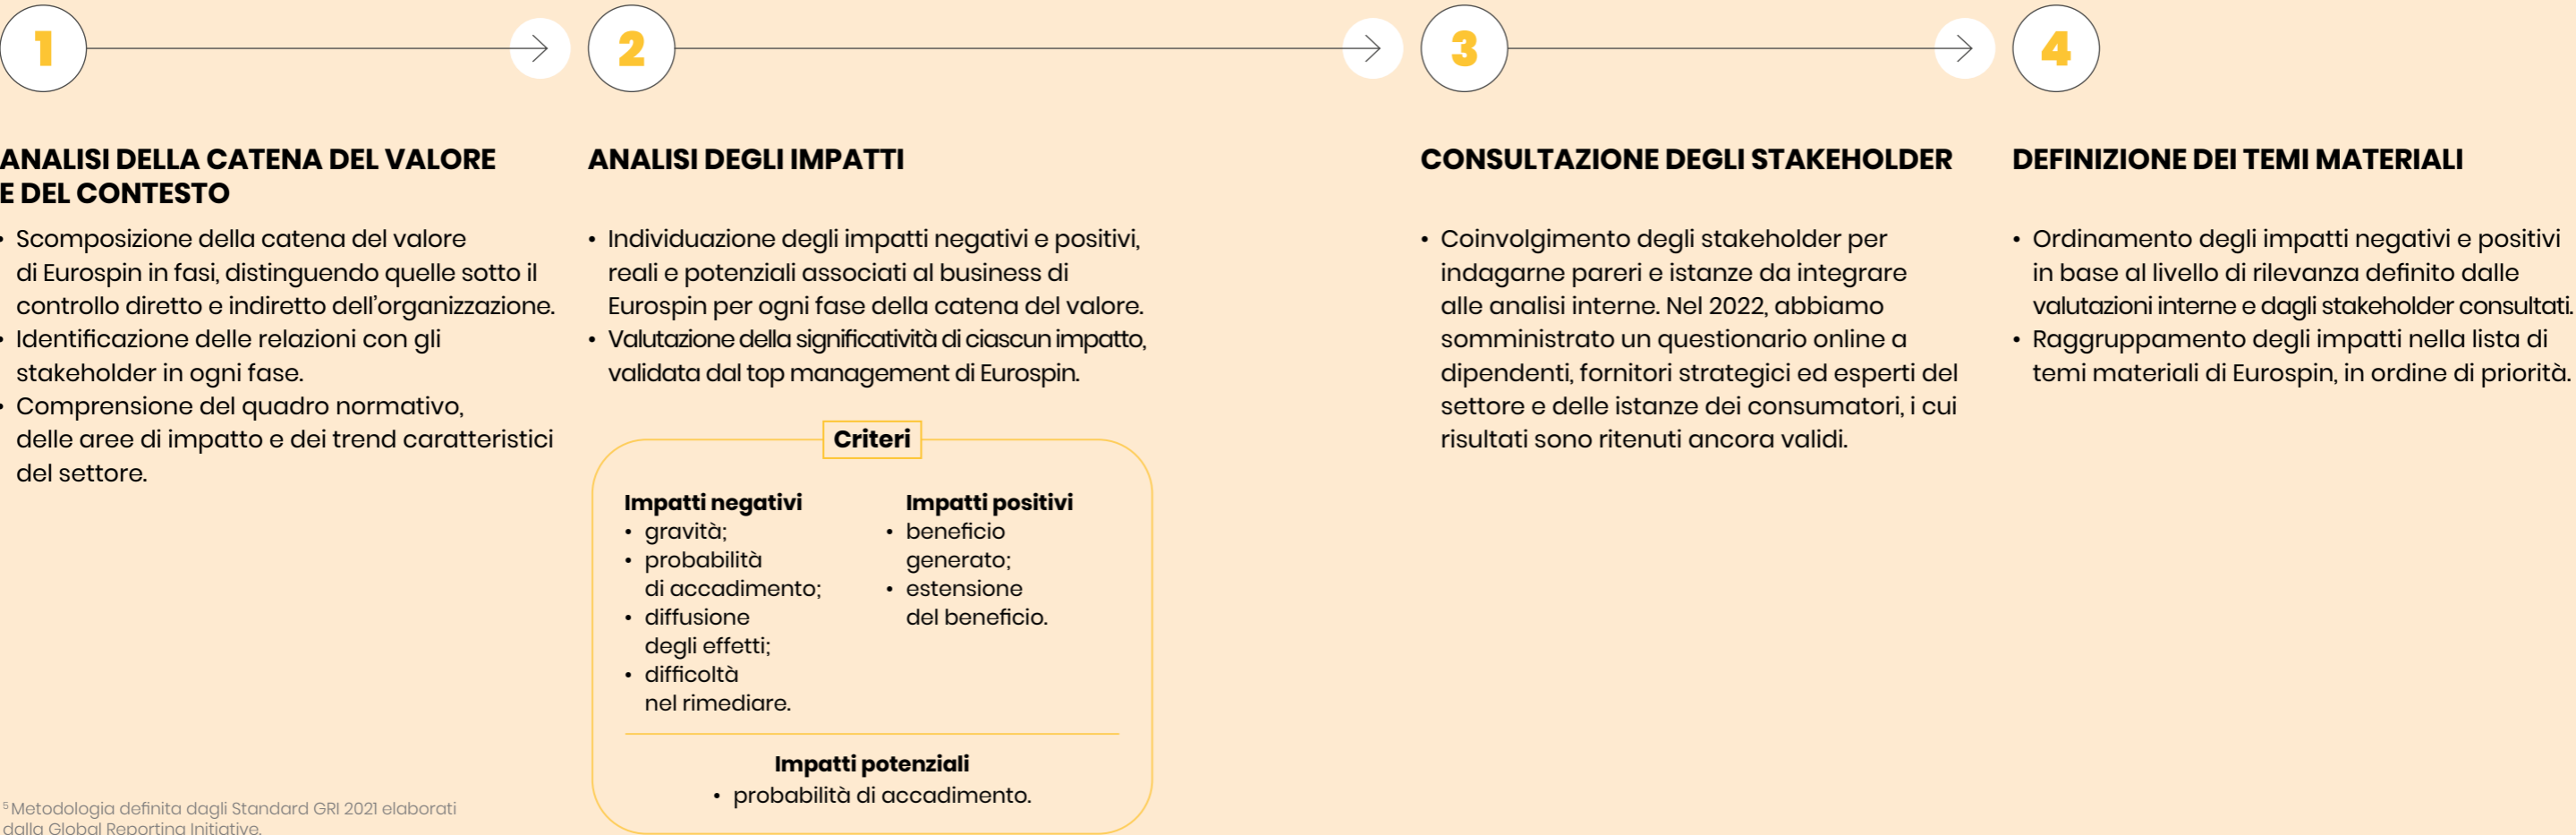 1
2
3
4
ANALISI DELLA CATENA DEL VALORE
E DEL CONTESTO
• Scomposizione della catena del valore
di Eurospin in fasi, distinguendo quelle sotto il
controllo diretto e indiretto dell'organizzazione.
• Identificazione delle relazioni con gli
stakeholder in ogni fase.
• Comprensione del quadro normativo,
delle aree di impatto e dei trend caratteristici
del settore.
ANALISI DEGLI IMPATTI
• Individuazione degli impatti negativi e positivi,
reali e potenziali associati al business di
Eurospin per ogni fase della catena del valore.
• Valutazione della significatività di ciascun impatto,
validata dal top management di Eurospin.
Criteri
Impatti negativi
• gravità;
• probabilità
di accadimento;
• diffusione
degli effetti;
• difficoltà
nel rimediare.
Impatti positivi
• beneficio
generato;
• estensione
del beneficio.
Impatti potenziali
• probabilità di accadimento.
CONSULTAZIONE DEGLI STAKEHOLDER
• Coinvolgimento degli stakeholder per
indagarne pareri e istanze da integrare
alle analisi interne. Nel 2022, abbiamo
somministrato un questionario online a
dipendenti, fornitori strategici ed esperti del
settore e delle istanze dei consumatori, i cui
risultati sono ritenuti ancora validi.
DEFINIZIONE DEI TEMI MATERIALI
• Ordinamento degli impatti negativi e positivi
in base al livello di rilevanza definito dalle
valutazioni interne e dagli stakeholder consultati.
• Raggruppamento degli impatti nella lista di
temi materiali di Eurospin, in ordine di priorità.
5 Metodologia definita dagli Standard GRI 2021 elaborati
dalla Global Reporting Initiative.